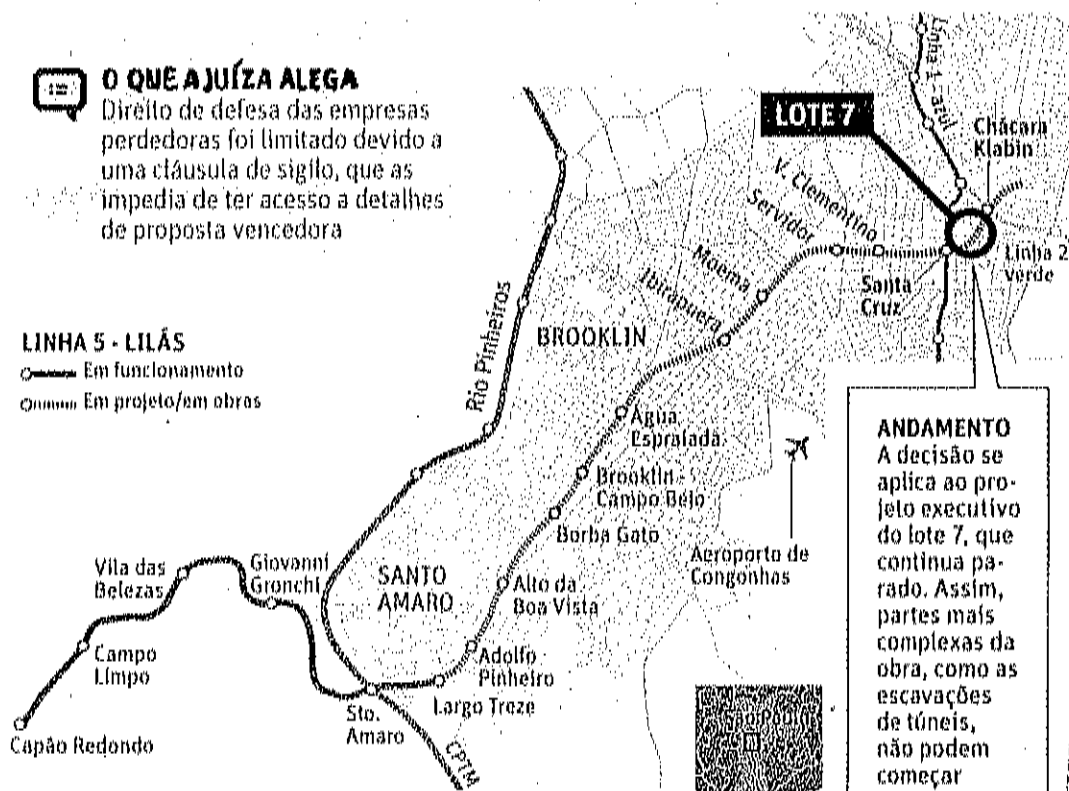 O QUE A JUÍZA ALEGA
Direito de defesa das empresas
perdedoras foi limitado devido a
uma cláusula de sigilo, que as
impedia de ter acesso a detalhes
de proposta vencedora
LINHA 5 - LILÁS
Em funcionamento
Em projeto/em obras
LOTE 7
Linha 1 - Azul
Chácara
Klabin
Linha 2
Verde
Santa
Cruz
V. Clementino
Servidor
Moema
Ibirapuera
BROOKLIN
Rio Pinheiros
Água
Espraiada
Brooklin -
Campo Belo
Borba Gato
Aeroporto de
Congonhas
Alto da
Boa Vista
SANTO
AMARO
Adolfo
Pinheiro
Largo Treze
Sto.
Amaro
CPTM
Giovanni
Gronchi
Vila das
Belezas
Campo
Limpo
Capão Redondo
São Paulo
ANDAMENTO
A decisão se
aplica ao pro-
jeto executivo
do lote 7, que
continua pa-
rado. Assim,
partes mais
complexas da
obra, como as
escavações
de túneis,
não podem
começar